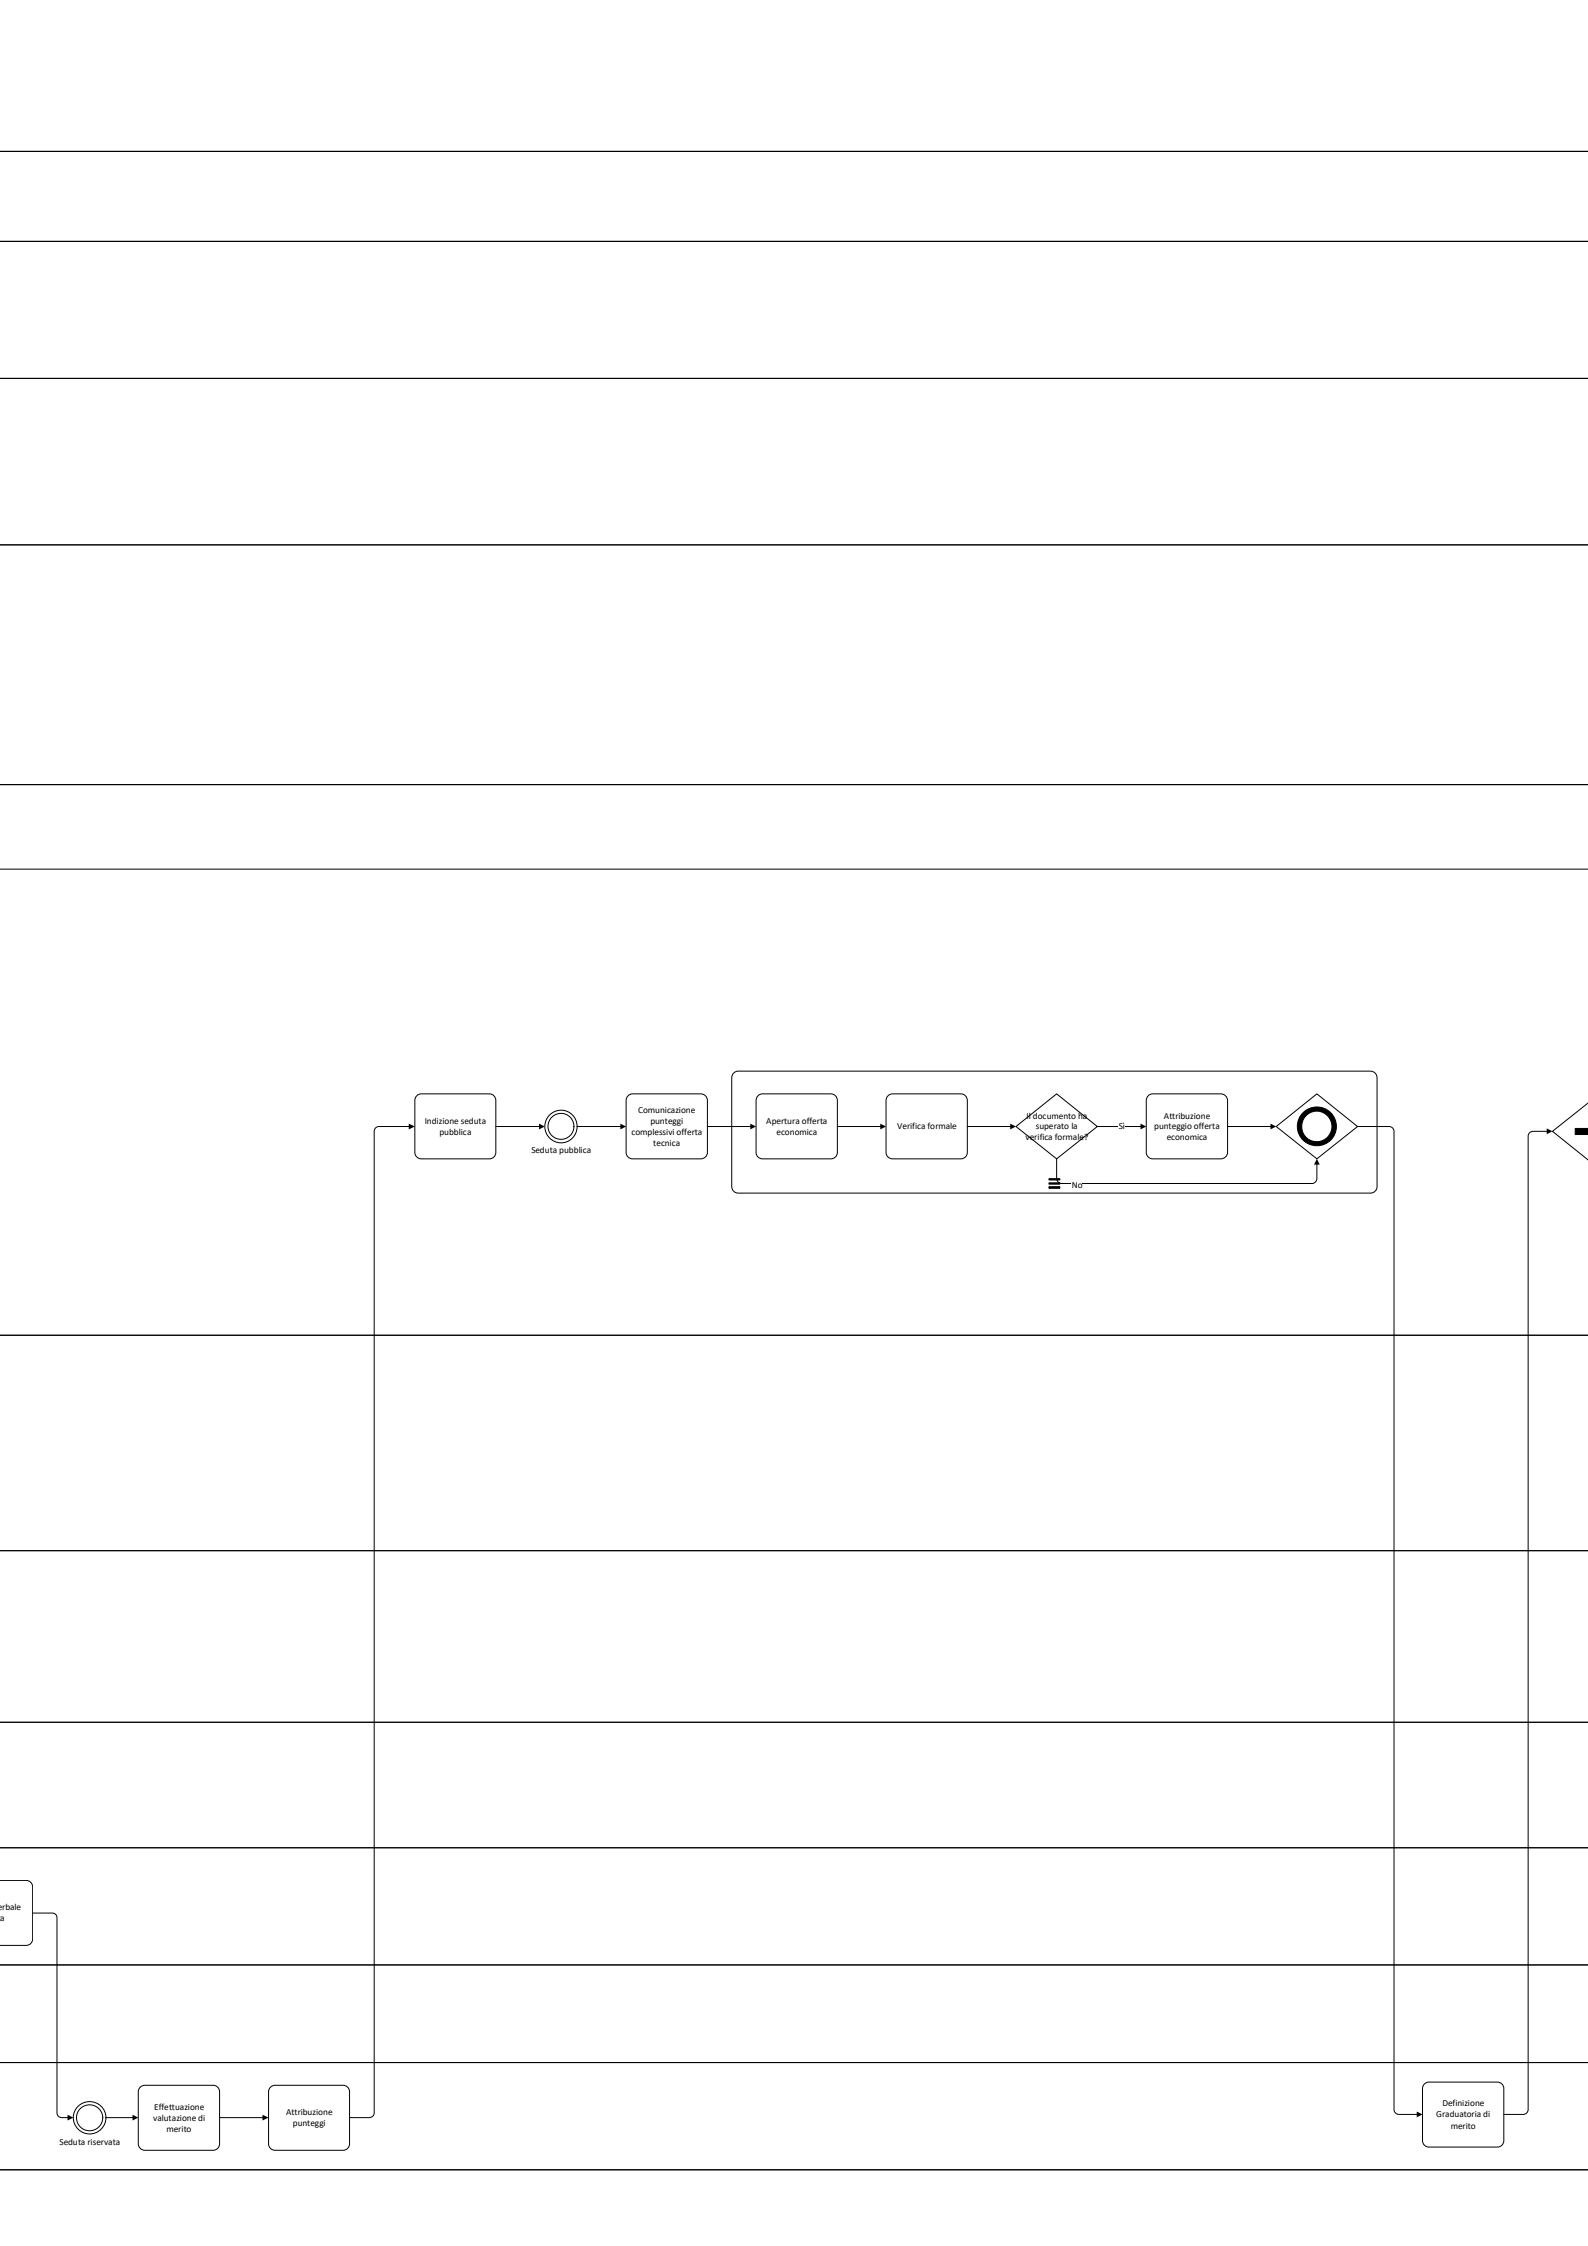 Indizione seduta
pubblica
Seduta pubblica
Comunicazione
punteggi
complessivi offerta
tecnica
Apertura offerta
economica
Verifica formale
Il documento ha
superato la
verifica formale?
Si
Attribuzione
punteggio offerta
economica
No
erbale
a
Seduta riservata
Effettuazione
valutazione di
merito
Attribuzione
punteggi
Definizione
Graduatoria di
merito